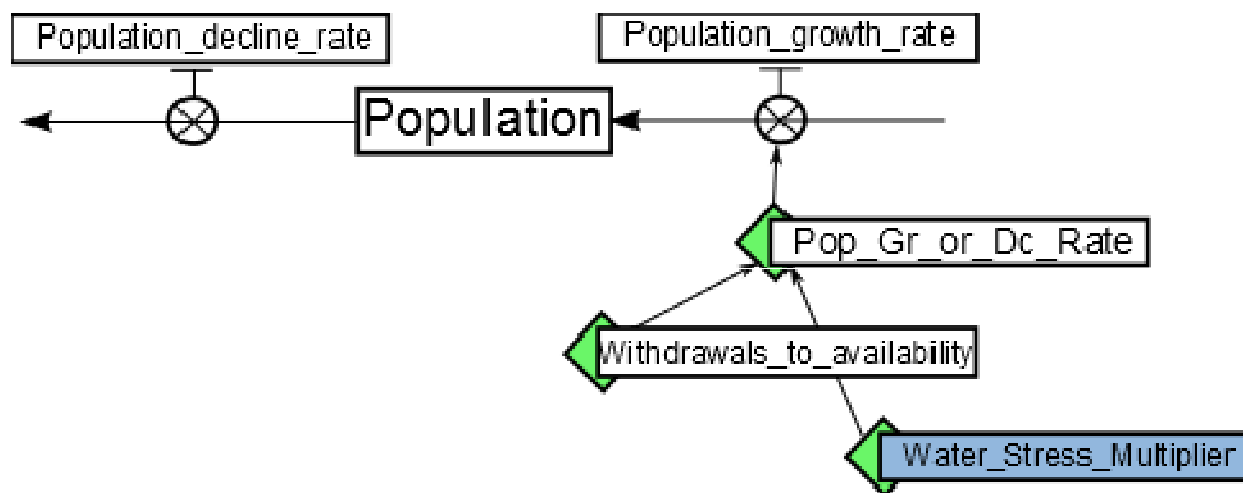 Population_decline_rate
Population_growth_rate
Population
Pop_Gr_or_Dc_Rate
Withdrawals_to_availability
Water_Stress_Multiplier